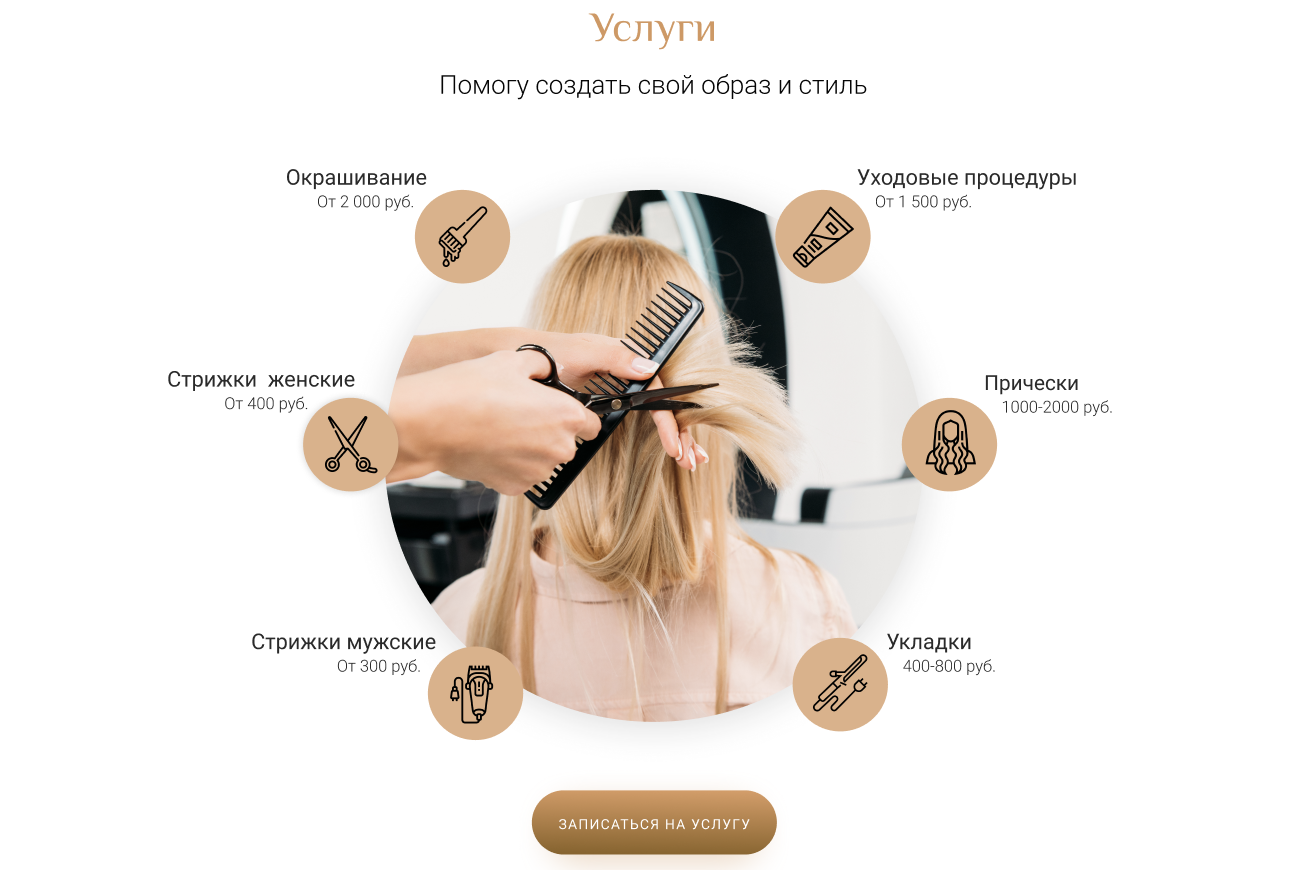 Услуги
Помогу создать свой образ и стиль
Окрашивание
От 2 000 руб.
Уходовые процедуры
От 1 500 руб.
Стрижки  женские
От 400 руб.
Прически
1000-2000 руб.
Стрижки мужские
От 300 руб.
Укладки
400-800 руб.
ЗАПИСАТЬСЯ НА УСЛУГУ